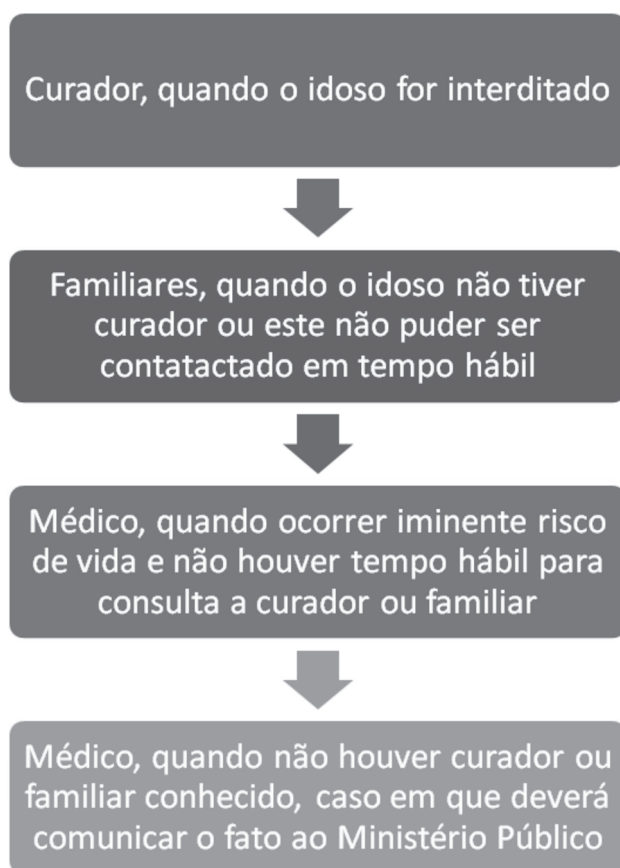 Curador, quando o idoso for interditado
Familiares, quando o idoso não tiver
curador ou este não puder ser
contatactado em tempo hábil
Médico, quando ocorrer iminente risco
de vida e não houver tempo hábil para
consulta a curador ou familiar
Médico, quando não houver curador ou
familiar conhecido, caso em que deverá
comunicar o fato ao Ministério Público